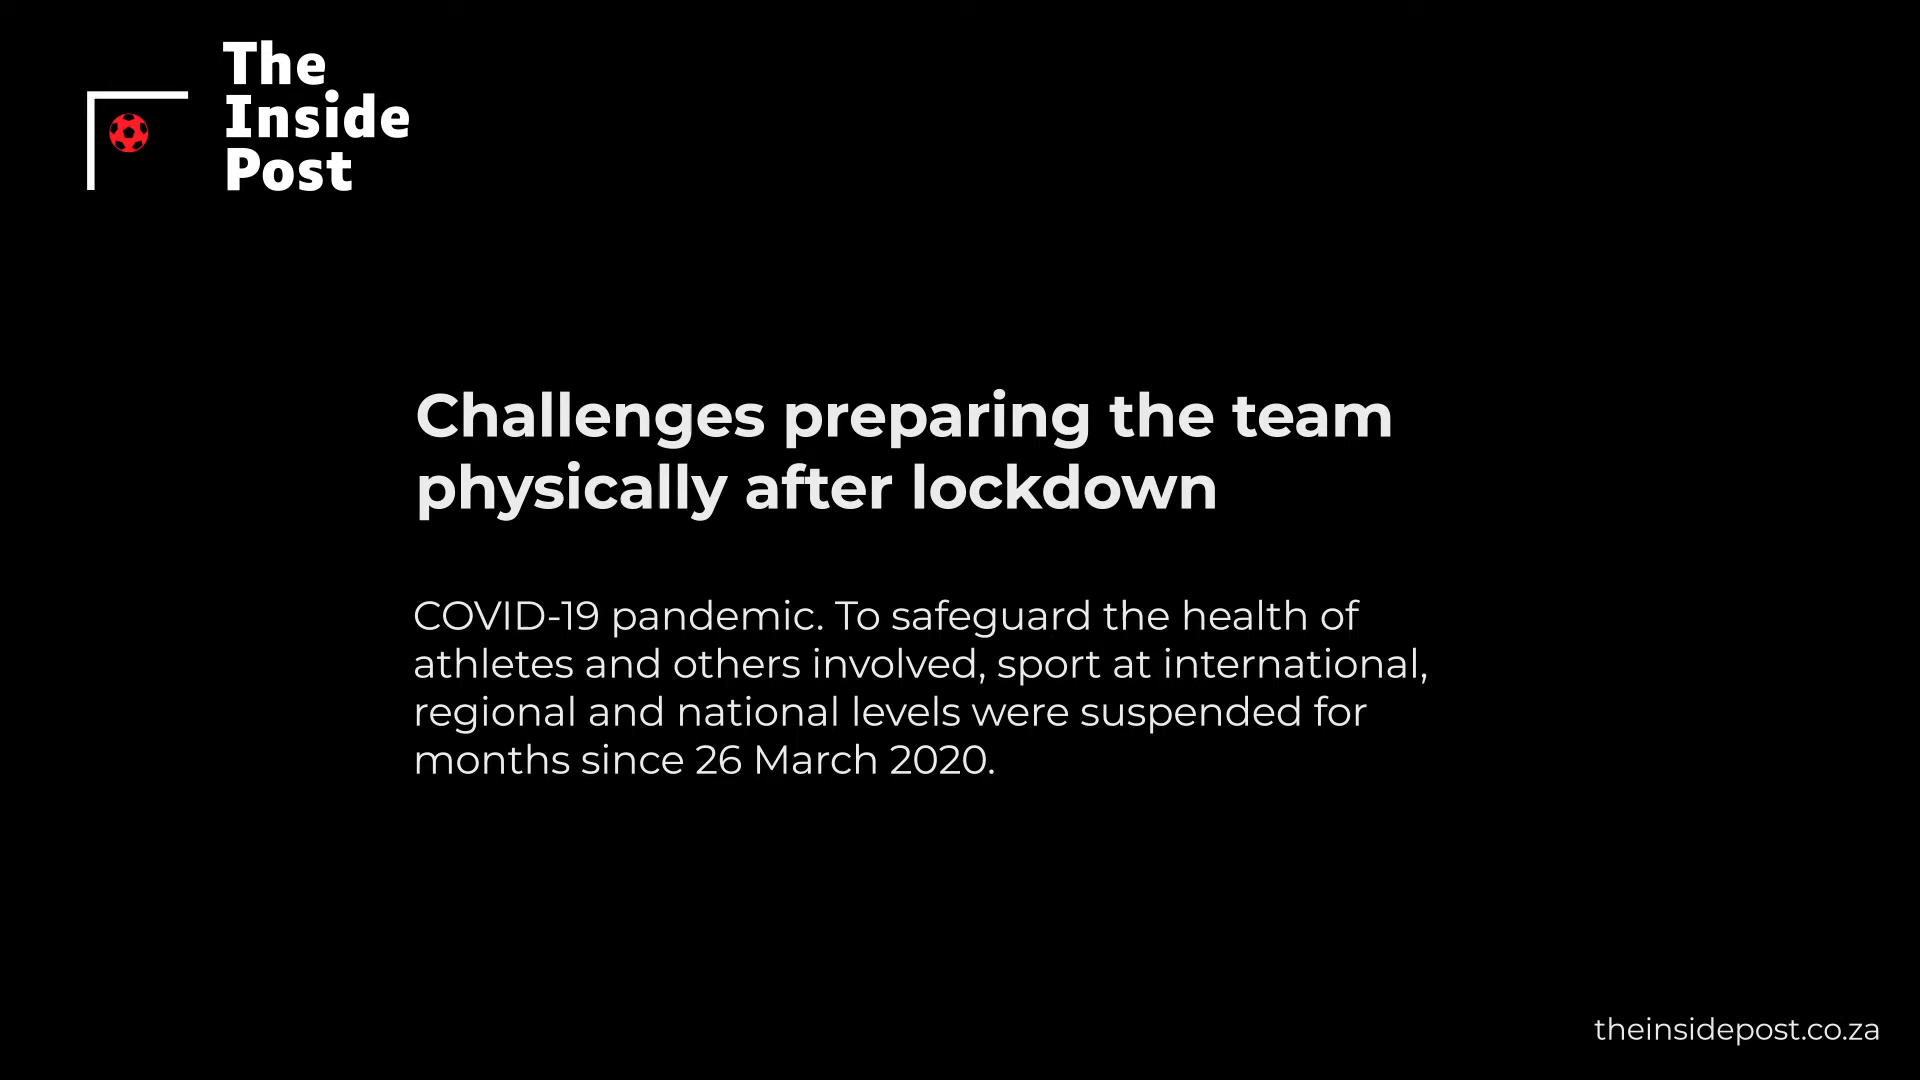 The
Inside
Post
Challenges preparing the team
physically after lockdown
COVID-19 pandemic. To safeguard the health of
athletes and others involved, sport at international,
regional and national levels were suspended for
months since 26 March 2020.
theinsidepost.co.za